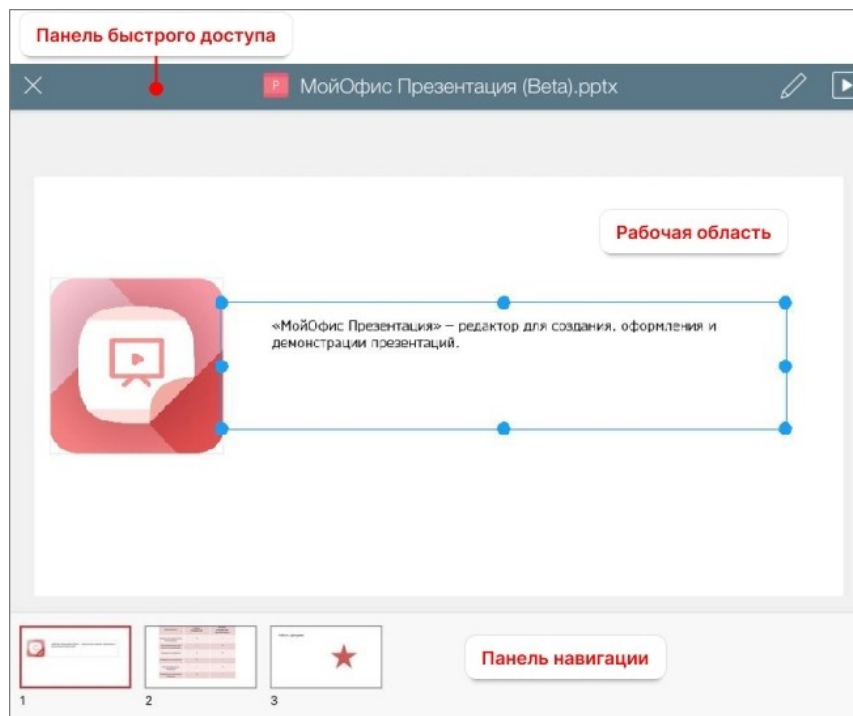 Панель быстрого доступа
МойОфис Презентация (Beta).pptx
Рабочая область
«МойОфис Презентация» – редактор для создания, оформления и
демонстрации презентаций.
Панель навигации
1
2
3